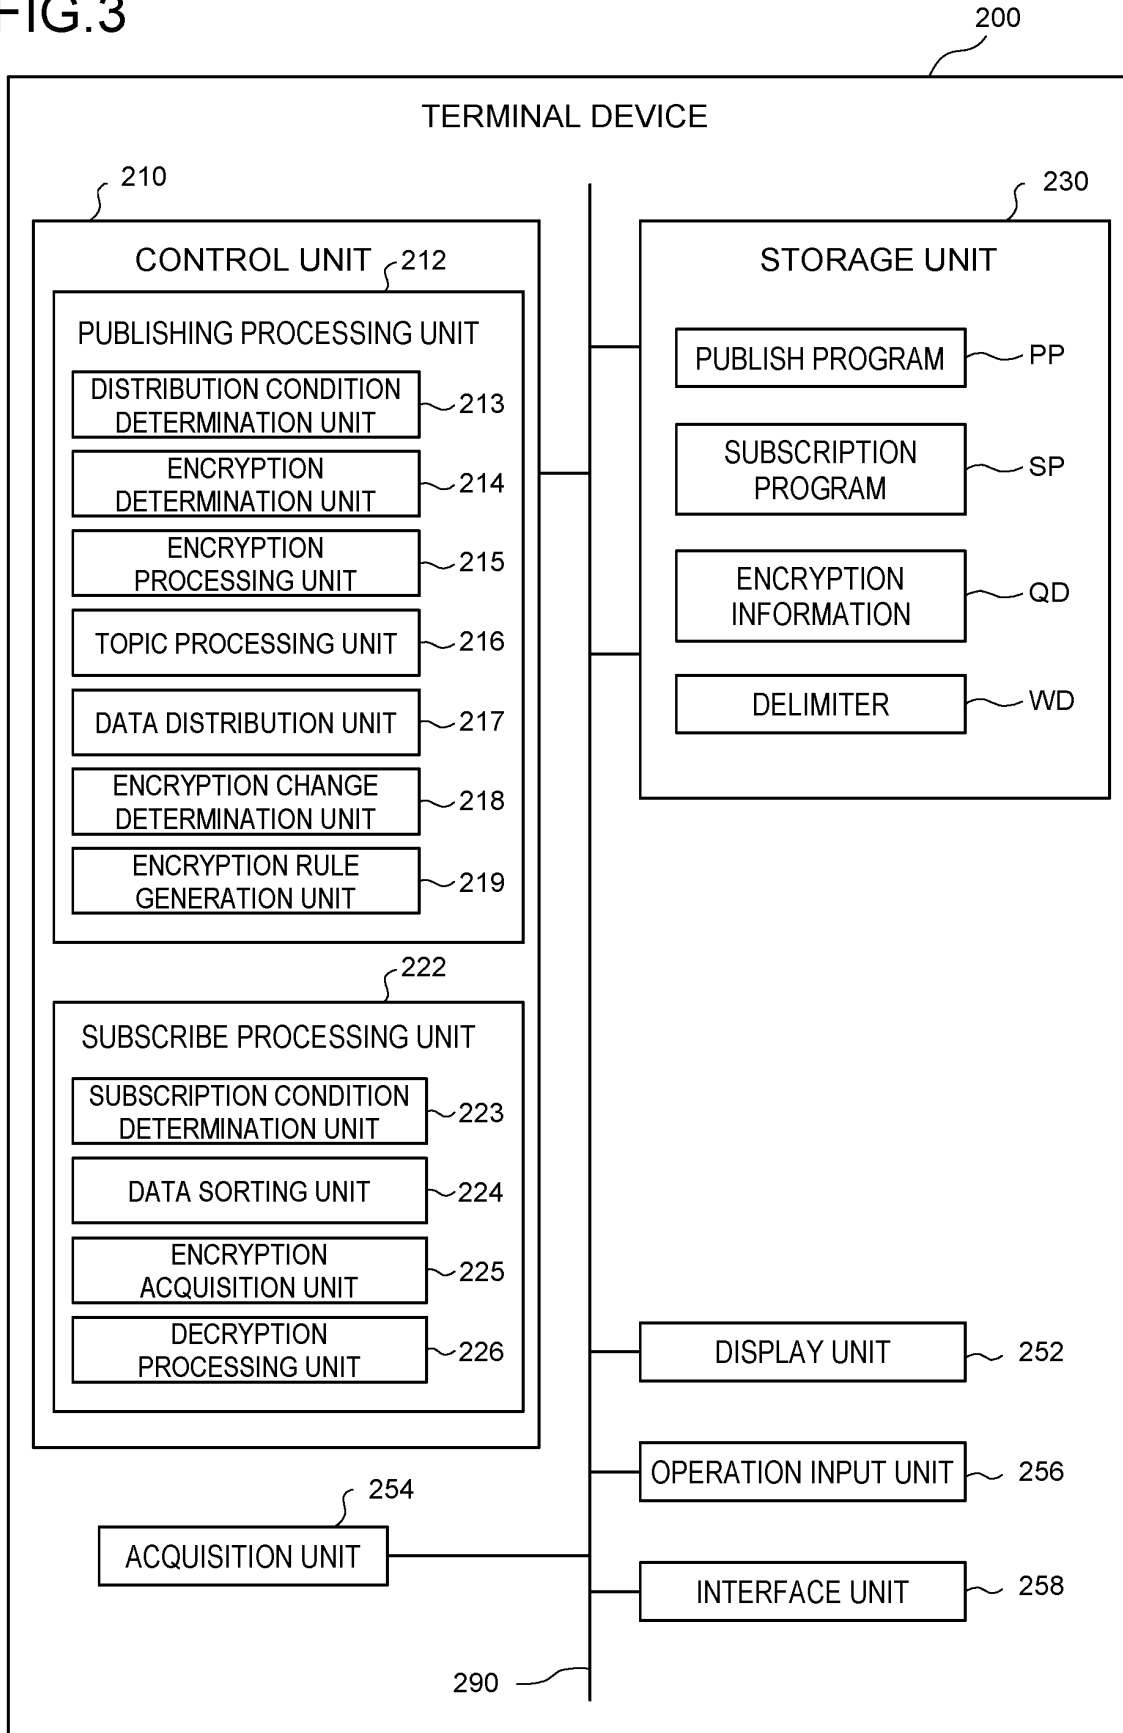 FIG.3
200
TERMINAL DEVICE
210
CONTROL UNIT
212
PUBLISHING PROCESSING UNIT
DISTRIBUTION CONDITION
DETERMINATION UNIT
213
ENCRYPTION
DETERMINATION UNIT
214
ENCRYPTION
PROCESSING UNIT
215
TOPIC PROCESSING UNIT
216
DATA DISTRIBUTION UNIT
217
ENCRYPTION CHANGE
DETERMINATION UNIT
218
ENCRYPTION RULE
GENERATION UNIT
219
222
SUBSCRIBE PROCESSING UNIT
SUBSCRIPTION CONDITION
DETERMINATION UNIT
223
DATA SORTING UNIT
224
ENCRYPTION
ACQUISITION UNIT
225
DECRYPTION
PROCESSING UNIT
226
254
ACQUISITION UNIT
230
STORAGE UNIT
PUBLISH PROGRAM
PP
SUBSCRIPTION
PROGRAM
SP
ENCRYPTION
INFORMATION
QD
DELIMITER
WD
DISPLAY UNIT
252
OPERATION INPUT UNIT
256
INTERFACE UNIT
258
290